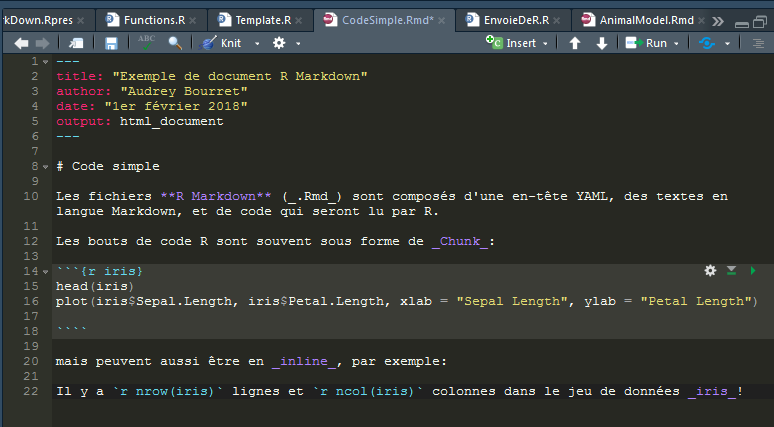 rkDown.Rpres Functions.R Template.R CodeSimple.Rmd* EnvoieDeR.R AnimalModel.Rmd
ABC Knit Insert Run
1 ---
2 title: "Exemple de document R Markdown"
3 author: "Audrey Bourret"
4 date: "1er février 2018"
5 output: html_document
6 ---
7
8 # Code simple
9
10 Les fichiers **R Markdown** (_.Rmd_) sont composés d'une en-tête YAML, des textes en
langue Markdown, et de code qui seront lu par R.
11
12 Les bouts de code R sont souvent sous forme de _Chunk_:
13
14 ```{r iris}
15 head(iris)
16 plot(iris$Sepal.Length, iris$Petal.Length, xlab = "Sepal Length", ylab = "Petal Length")
17
18 ````
19
20 mais peuvent aussi être en _inline_, par exemple:
21
22 Il y a `r nrow(iris)` lignes et `r ncol(iris)` colonnes dans le jeu de données _iris_!